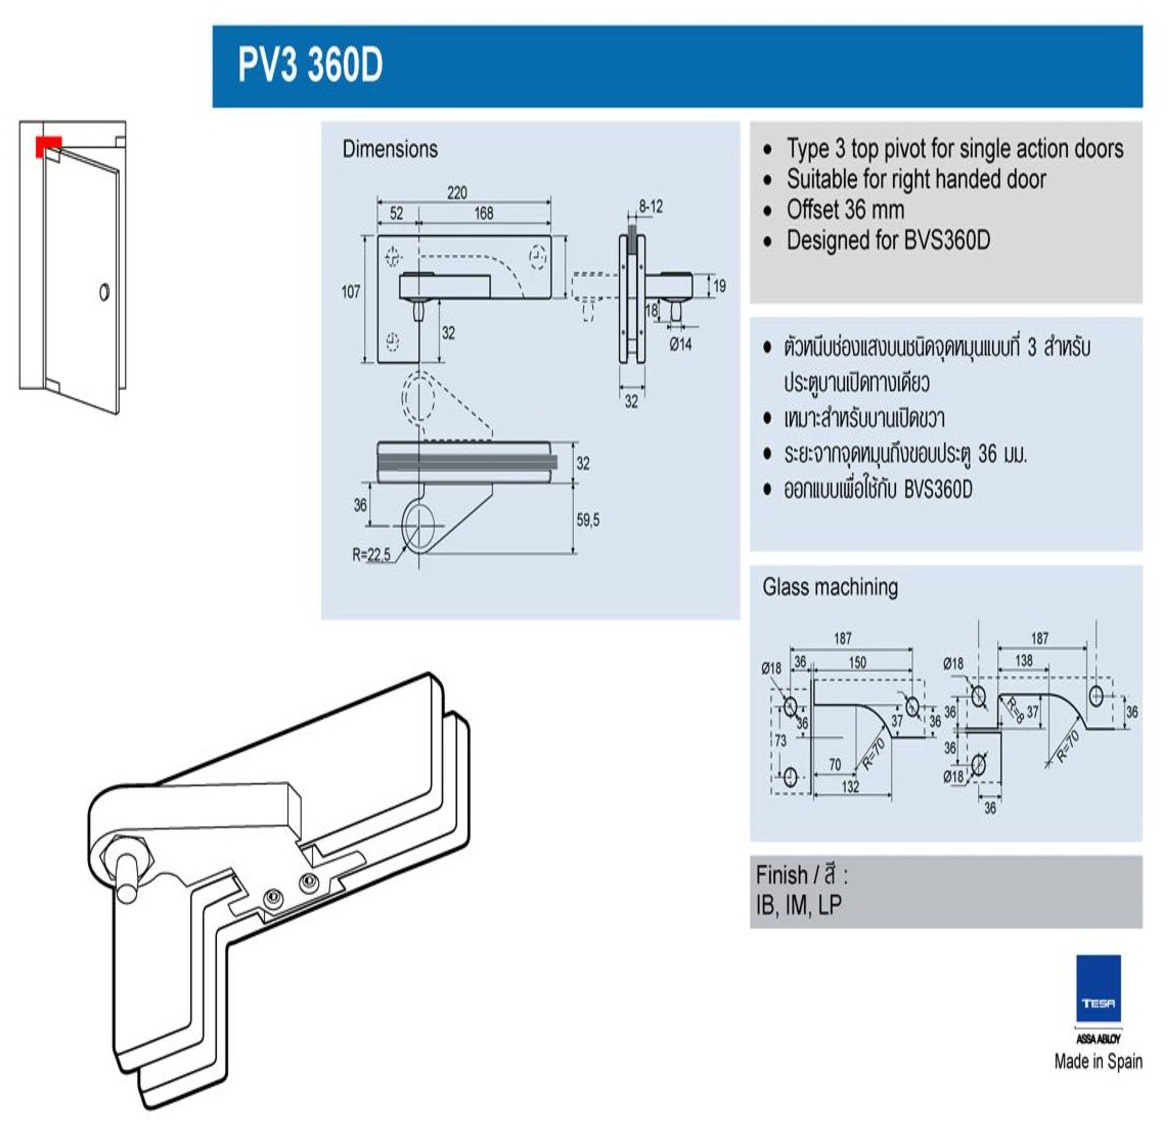 PV3 360D
Dimensions
220
52 168
107
32
8-12
19
18
Ø14
32
32
36
59,5
R=22,5
• Type 3 top pivot for single action doors
• Suitable for right handed door
• Offset 36 mm
• Designed for BVS360D
• ตัวหนีบช่องแสงบนชนิดจุดหมุนแบบที่ 3 สำหรับ
ประตูบานเปิดทางเดียว
• เหมาะสำหรับบานเปิดขวา
• ระยะจากจุดหมุนถึงขอบประตู 36 มม.
• ออกแบบเพื่อใช้กับ BVS360D
Glass machining
187
Ø18 36 150
36
37 36
73
70
R=70
132
187
Ø18 138
36
R=8
37
36
36
R=70
Ø18
36
Finish / สี :
IB, IM, LP
TESA
ASSA ABLOY
Made in Spain